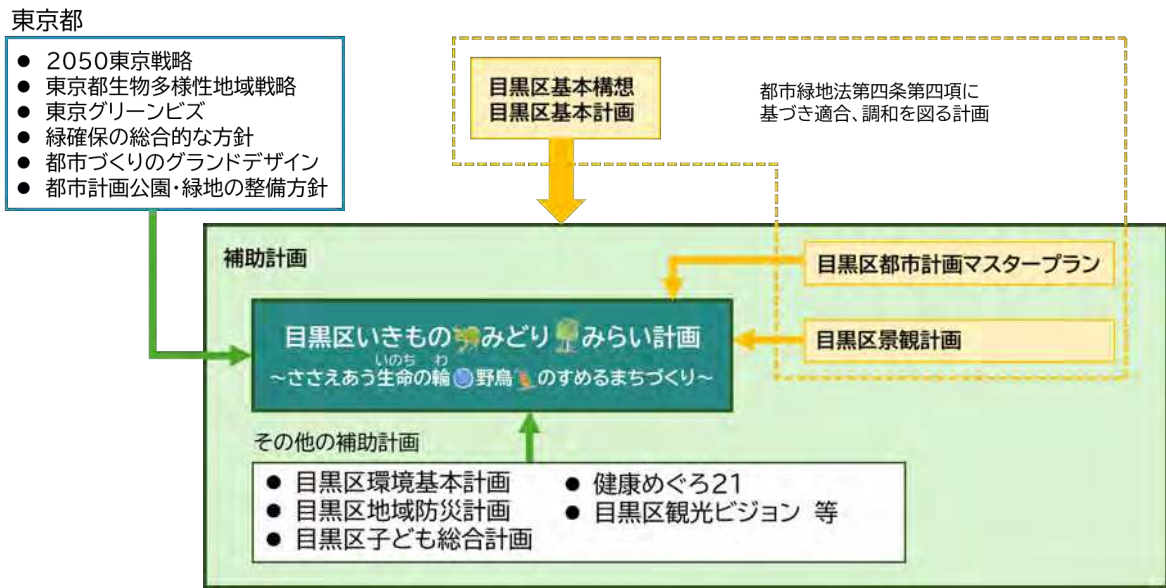 東京都
● 2050東京戦略
● 東京都生物多様性地域戦略
● 東京グリーンビズ
● 緑確保の総合的な方針
● 都市づくりのグランドデザイン
● 都市計画公園・緑地の整備方針
目黒区基本構想
目黒区基本計画
都市緑地法第四条第四項に
基づき適合、調和を図る計画
補助計画
目黒区都市計画マスタープラン
目黒区景観計画
目黒区いきものみどりみらい計画
いのち わ
~ささえあう生命の輪野鳥のすめるまちづくり~
その他の補助計画
● 目黒区環境基本計画
● 目黒区地域防災計画
● 目黒区子ども総合計画
● 健康めぐろ21
● 目黒区観光ビジョン 等